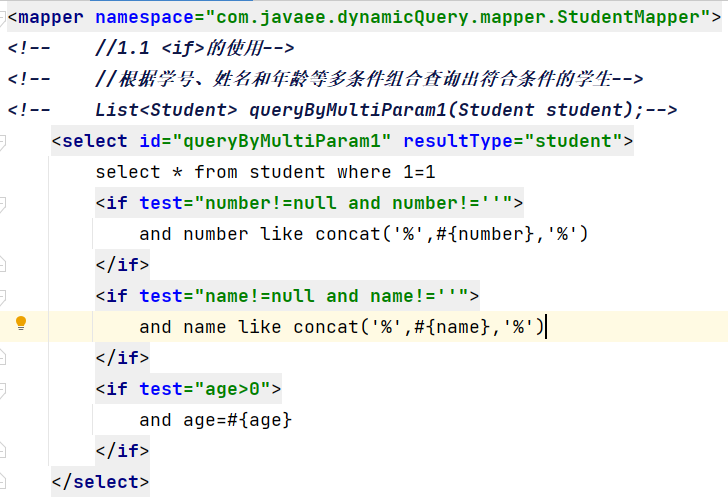 <mapper namespace="com.javaee.dynamicQuery.mapper.StudentMapper">
<!--    //1.1 <if>的使用-->
<!--    //根据学号、姓名和年龄等多条件组合查询出符合条件的学生-->
<!--    List<Student> queryByMultiParam1(Student student);-->
    <select id="queryByMultiParam1" resultType="student">
        select * from student where 1=1
        <if test="number!=null and number!=''">
            and number like concat('%',#{number},'%')
        </if>
        <if test="name!=null and name!=''">
            and name like concat('%',#{name},'%')
        </if>
        <if test="age>0">
            and age=#{age}
        </if>
    </select>